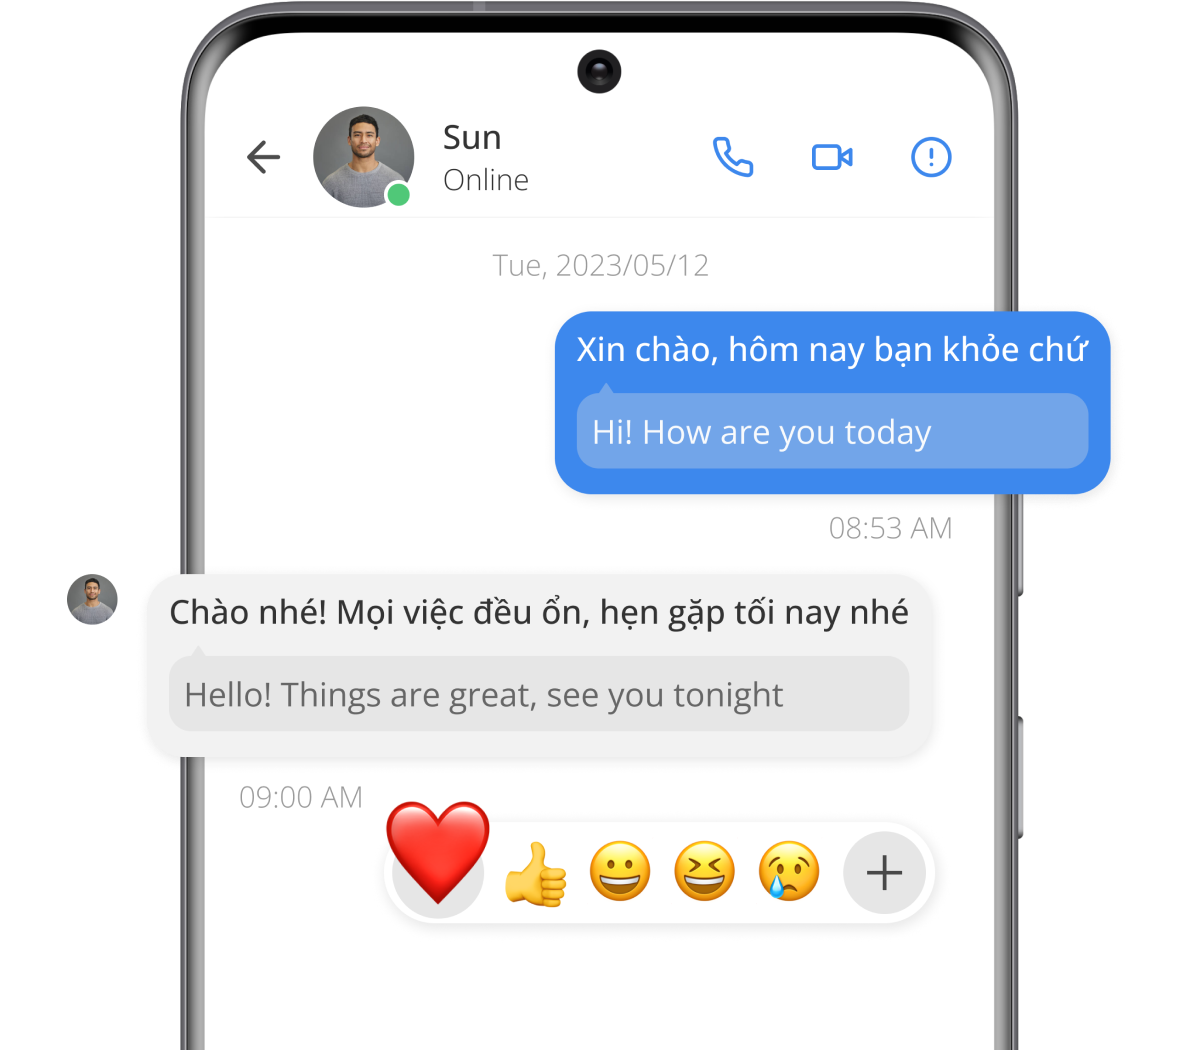 Sun
Online
Tue, 2023/05/12
Xin chào, hôm nay bạn khỏe chứ
Hi! How are you today
08:53 AM
Chào nhé! Mọi việc đều ổn, hẹn gặp tối nay nhé
Hello! Things are great, see you tonight
09:00 AM